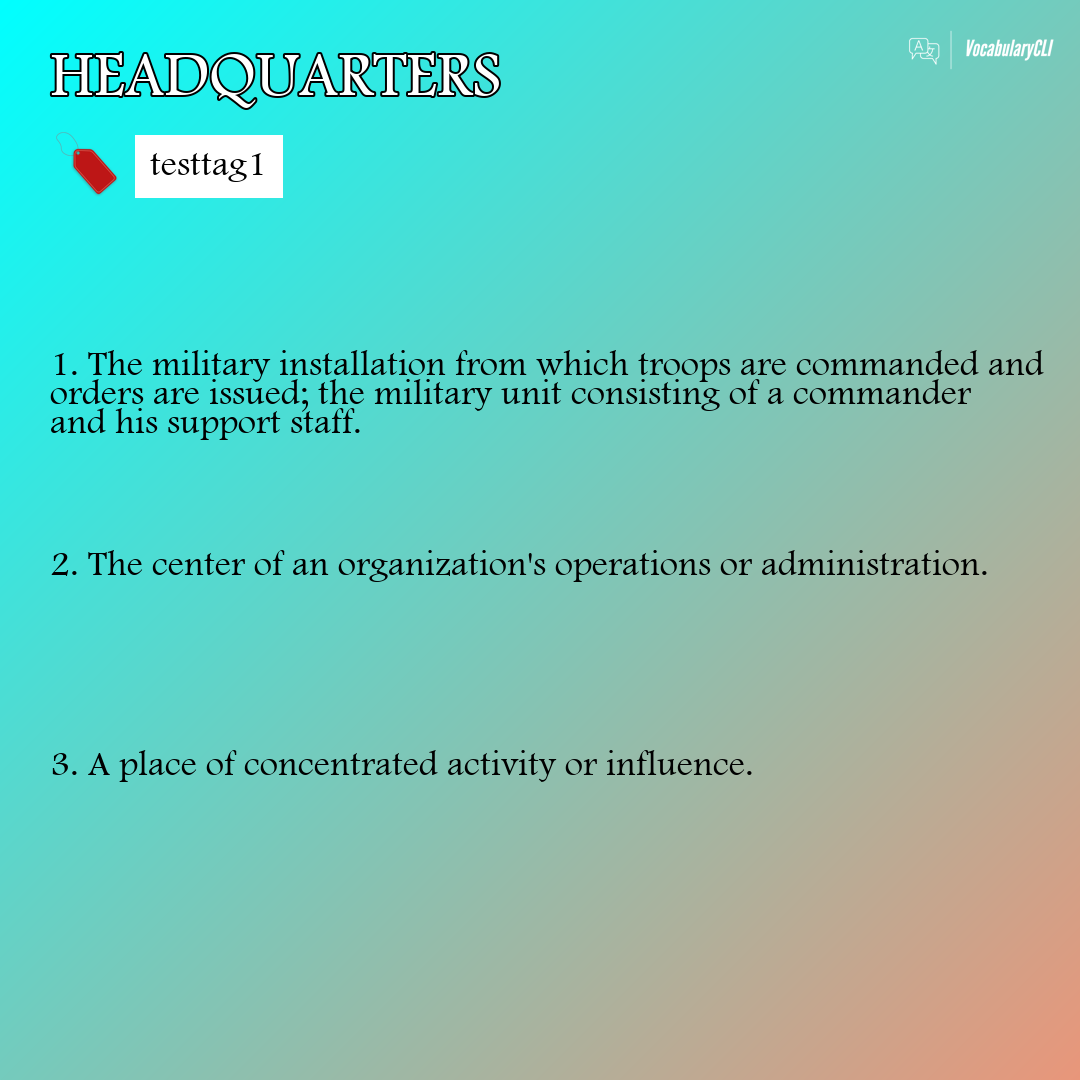 HEADQUARTERS
VocabularyCLI
testtag1
1. The military installation from which troops are commanded and
orders are issued; the military unit consisting of a commander
and his support staff.
2. The center of an organization's operations or administration.
3. A place of concentrated activity or influence.